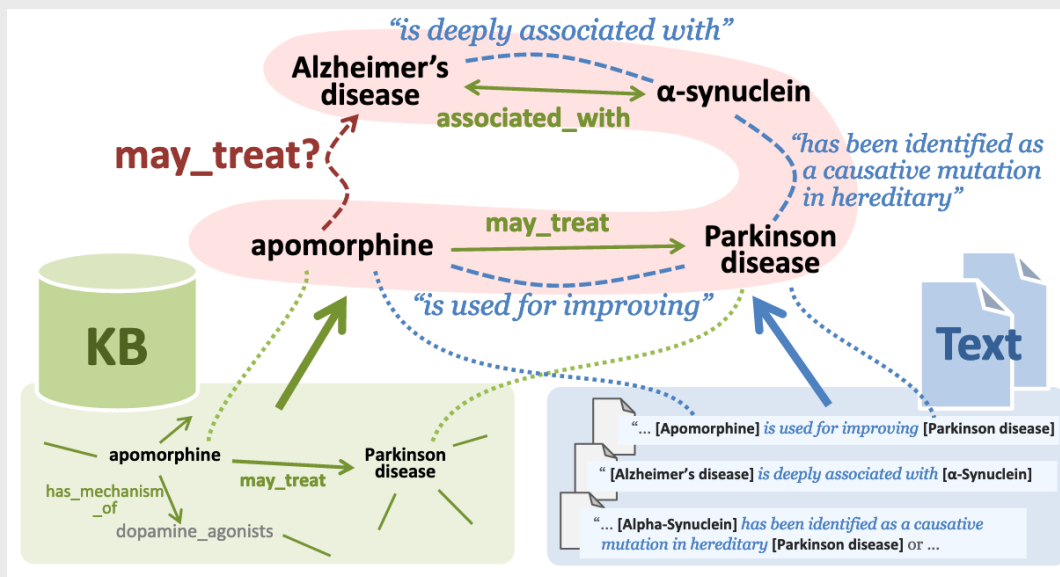 “is deeply associated with”
Alzheimer’s
disease
α-synuclein
associated_with
may_treat?
“has been identified as
a causative mutation
in hereditary”
apomorphine
may_treat
Parkinson
disease
“is used for improving”
KB
Text
apomorphine
may_treat
Parkinson
disease
has_mechanism
_of
dopamine_agonists
“... [Apomorphine] is used for improving [Parkinson disease]
“ [Alzheimer’s disease] is deeply associated with [α-Synuclein]
“... [Alpha-Synuclein] has been identified as a causative
mutation in hereditary [Parkinson disease] or ...